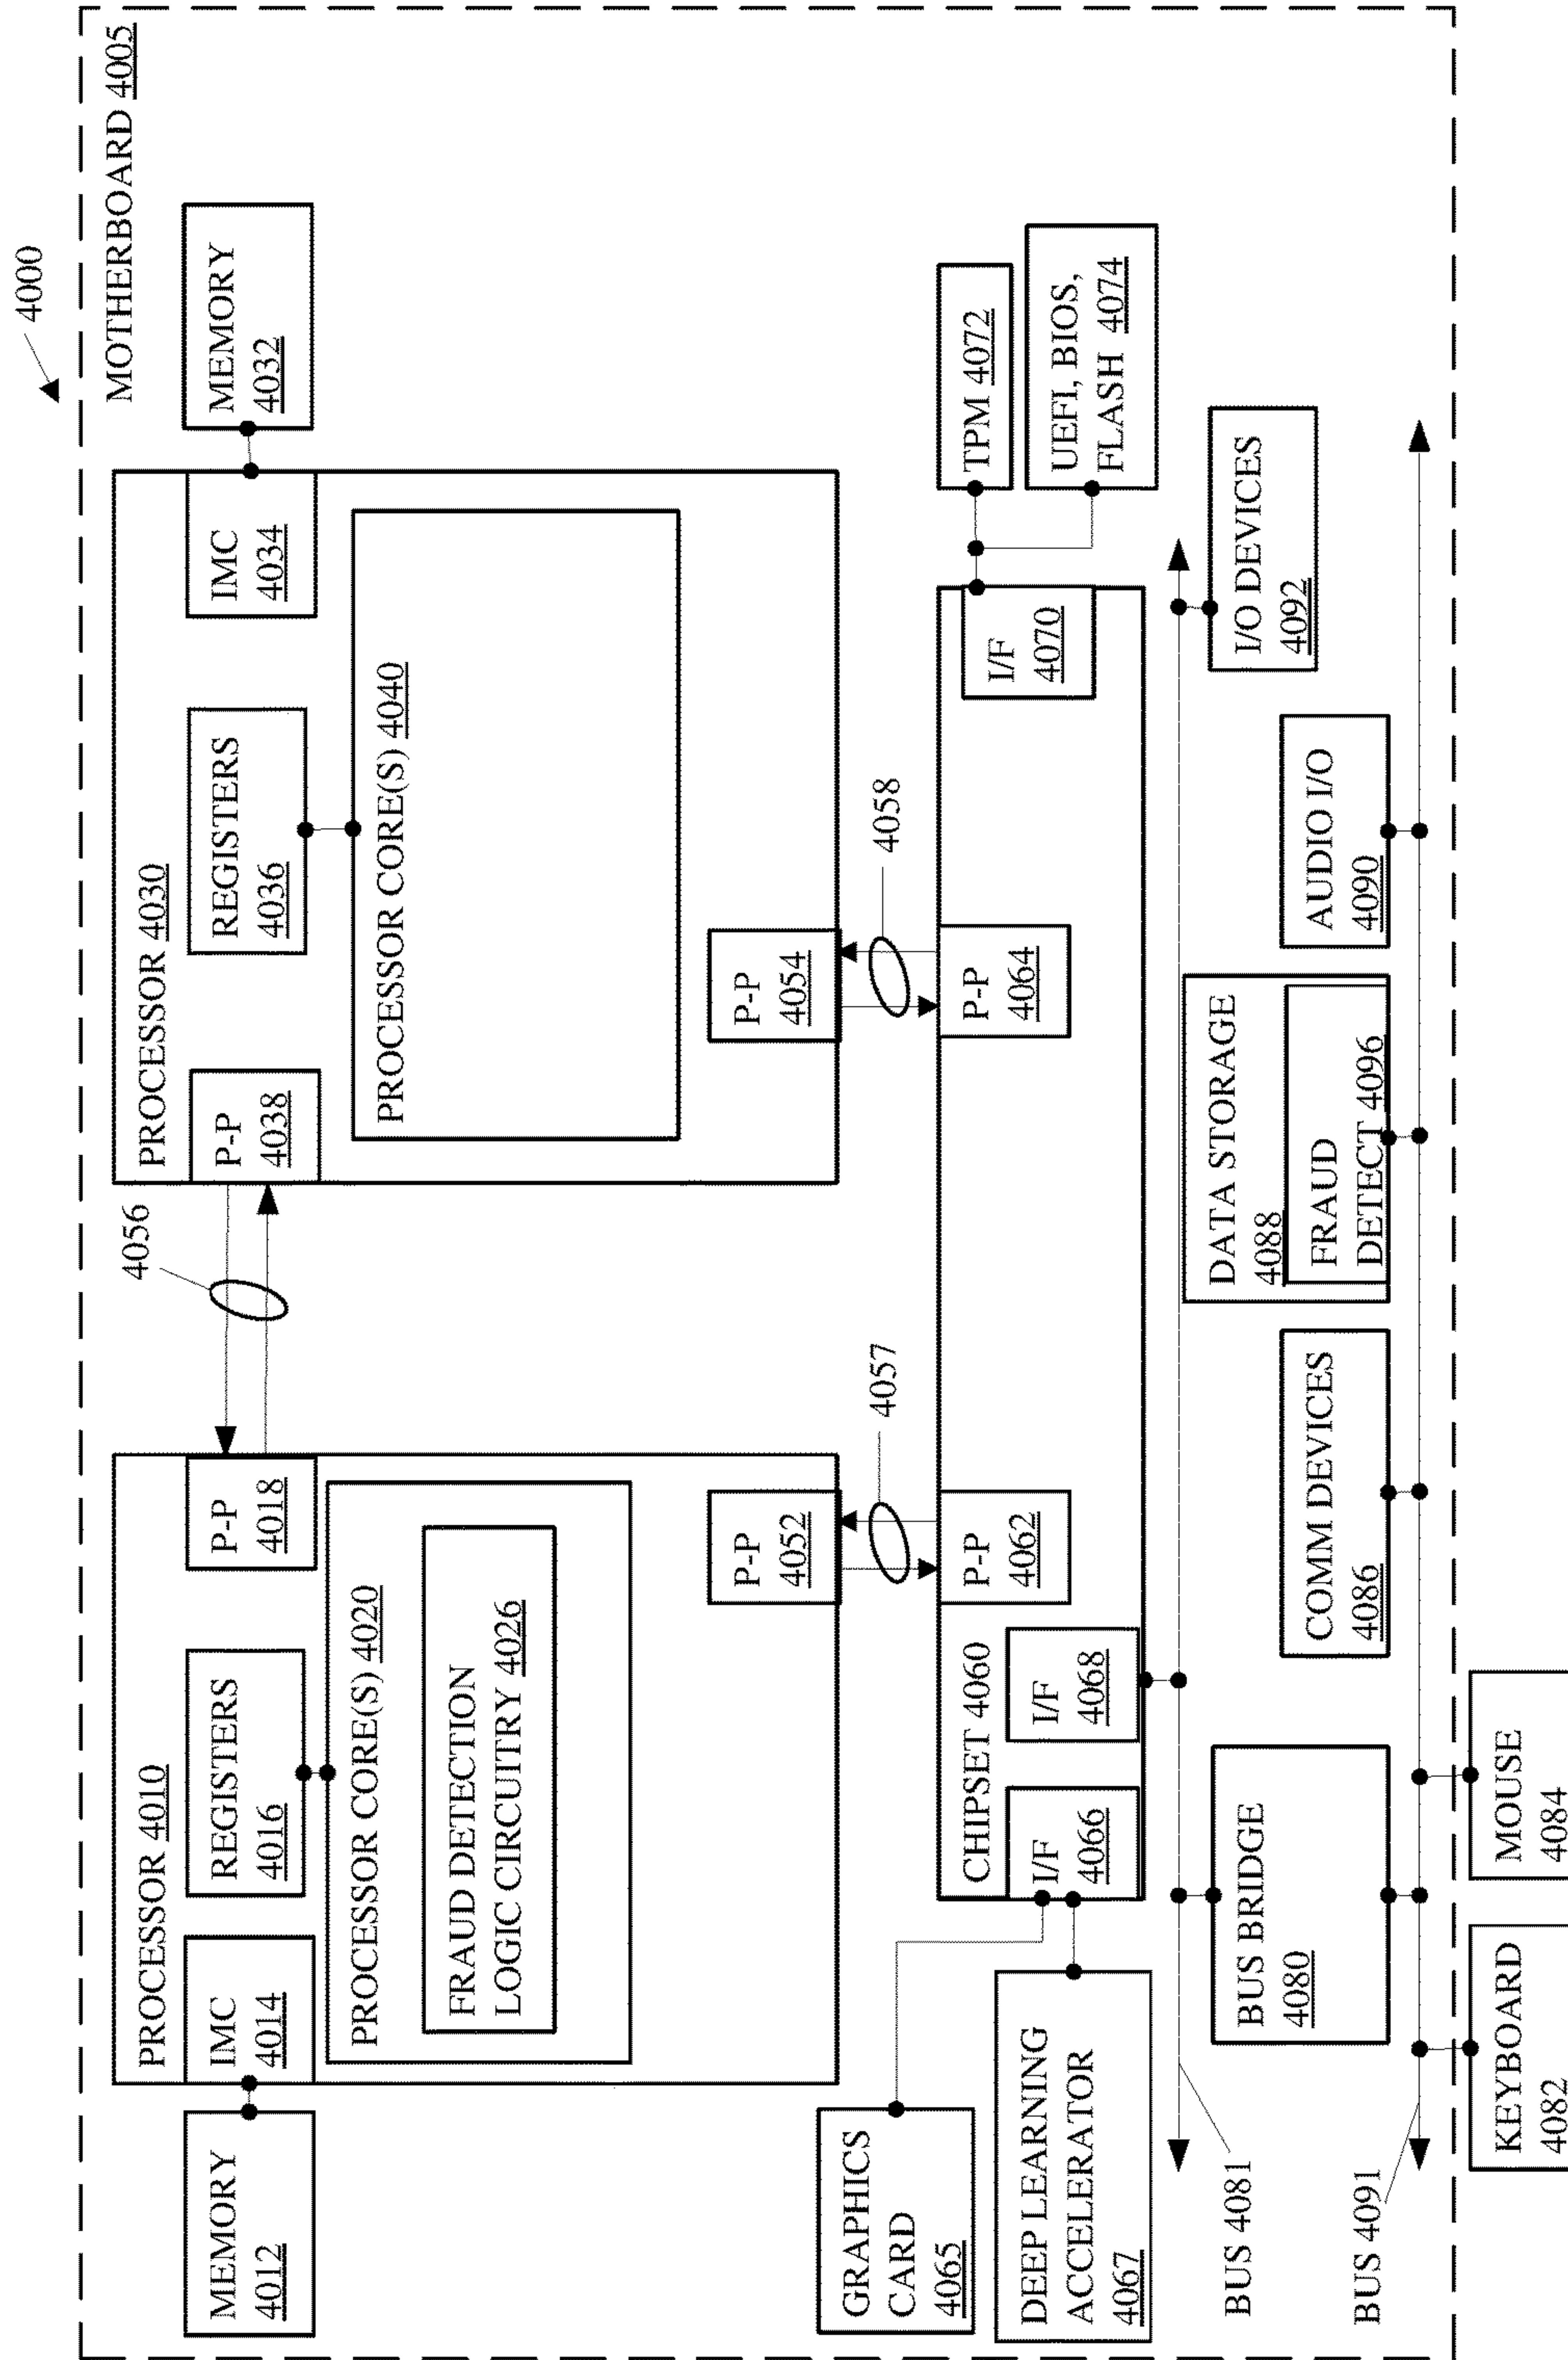 4000
MOTHERBOARD 4005
MEMORY
4012
PROCESSOR 4010
IMC
4014
REGISTERS
4016
P-P
4018
PROCESSOR CORE(S) 4020
FRAUD DETECTION
LOGIC CIRCUITRY 4026
P-P
4052
4056
PROCESSOR 4030
P-P
4038
REGISTERS
4036
IMC
4034
MEMORY
4032
PROCESSOR CORE(S) 4040
P-P
4054
4057
4058
GRAPHICS
CARD
4065
DEEP LEARNING
ACCELERATOR
4067
CHIPSET 4060
I/F
4066
I/F
4068
P-P
4062
P-P
4064
I/F
4070
TPM 4072
UEFI, BIOS,
FLASH 4074
BUS 4081
BUS BRIDGE
4080
I/O DEVICES
4092
COMM DEVICES
4086
DATA STORAGE
4088
FRAUD
DETECT 4096
AUDIO I/O
4090
BUS 4091
KEYBOARD
4082
MOUSE
4084